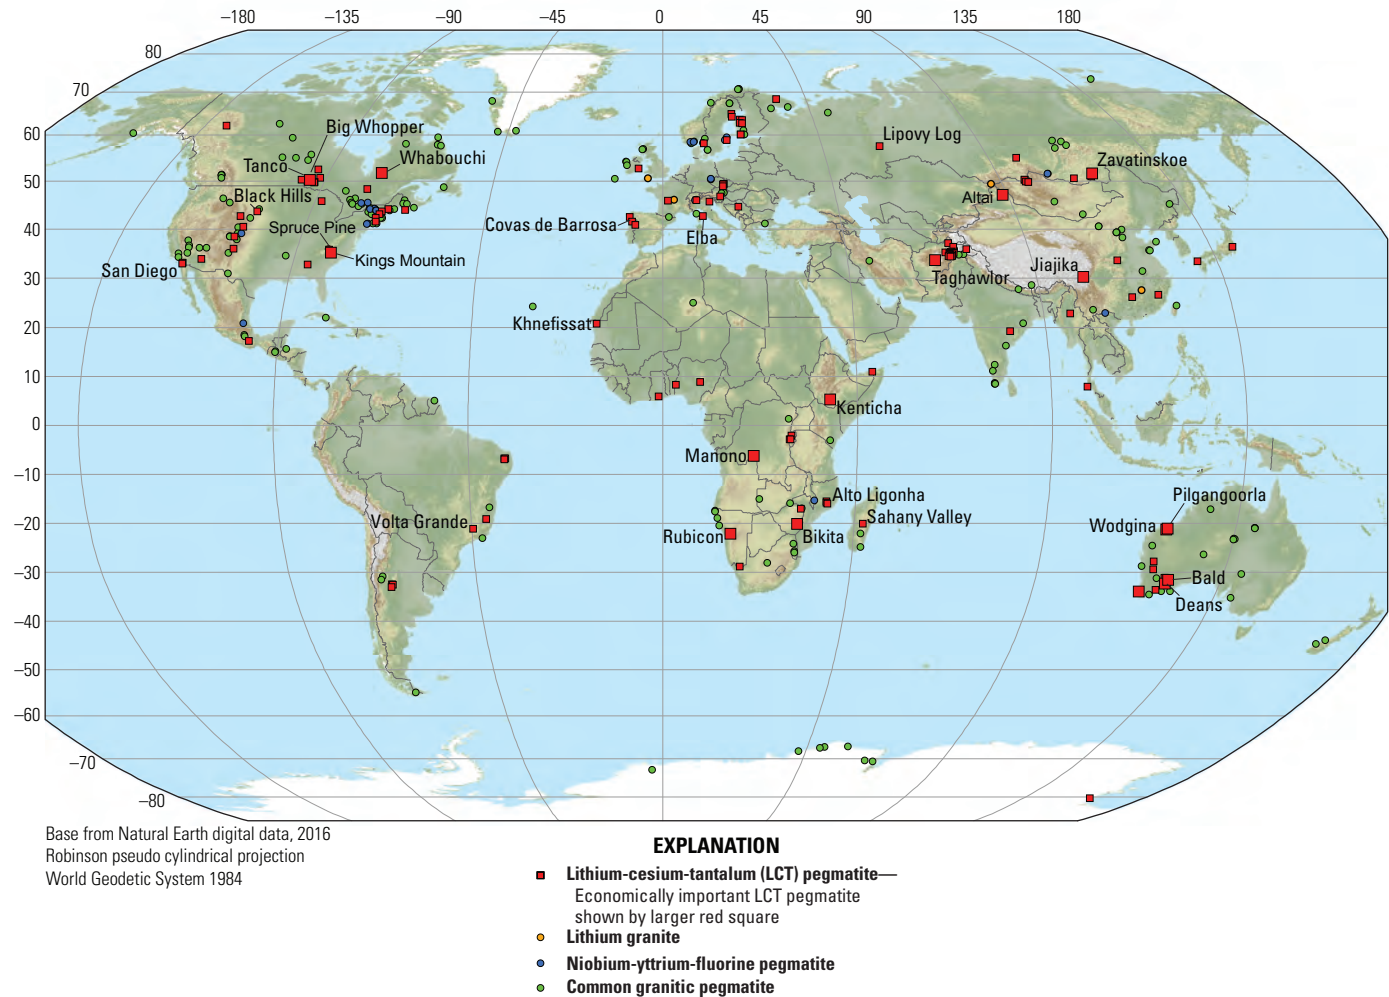 –180 –135 –90 –45 0 45 90 135 180
80
70
60
50
40
30
20
10
0
–10
–20
–30
–40
–50
–60
–70
–80
Big Whopper
Tanco
Whabouchi
Black Hills
Spruce Pine
Kings Mountain
San Diego
Covas de Barrosa
Elba
Lipovy Log
Zavatinskoe
Altai
Taghawlor
Jiajika
Khnefissat
Kenticha
Manono
Alto Ligonha
Sahany Valley
Volta Grande
Rubicon
Bikita
Pilgangoorla
Wodgina
Bald
Deans
Base from Natural Earth digital data, 2016
Robinson pseudo cylindrical projection
World Geodetic System 1984
EXPLANATION
Lithium-cesium-tantalum (LCT) pegmatite—
Economically important LCT pegmatite
shown by larger red square
Lithium granite
Niobium-yttrium-fluorine pegmatite
Common granitic pegmatite